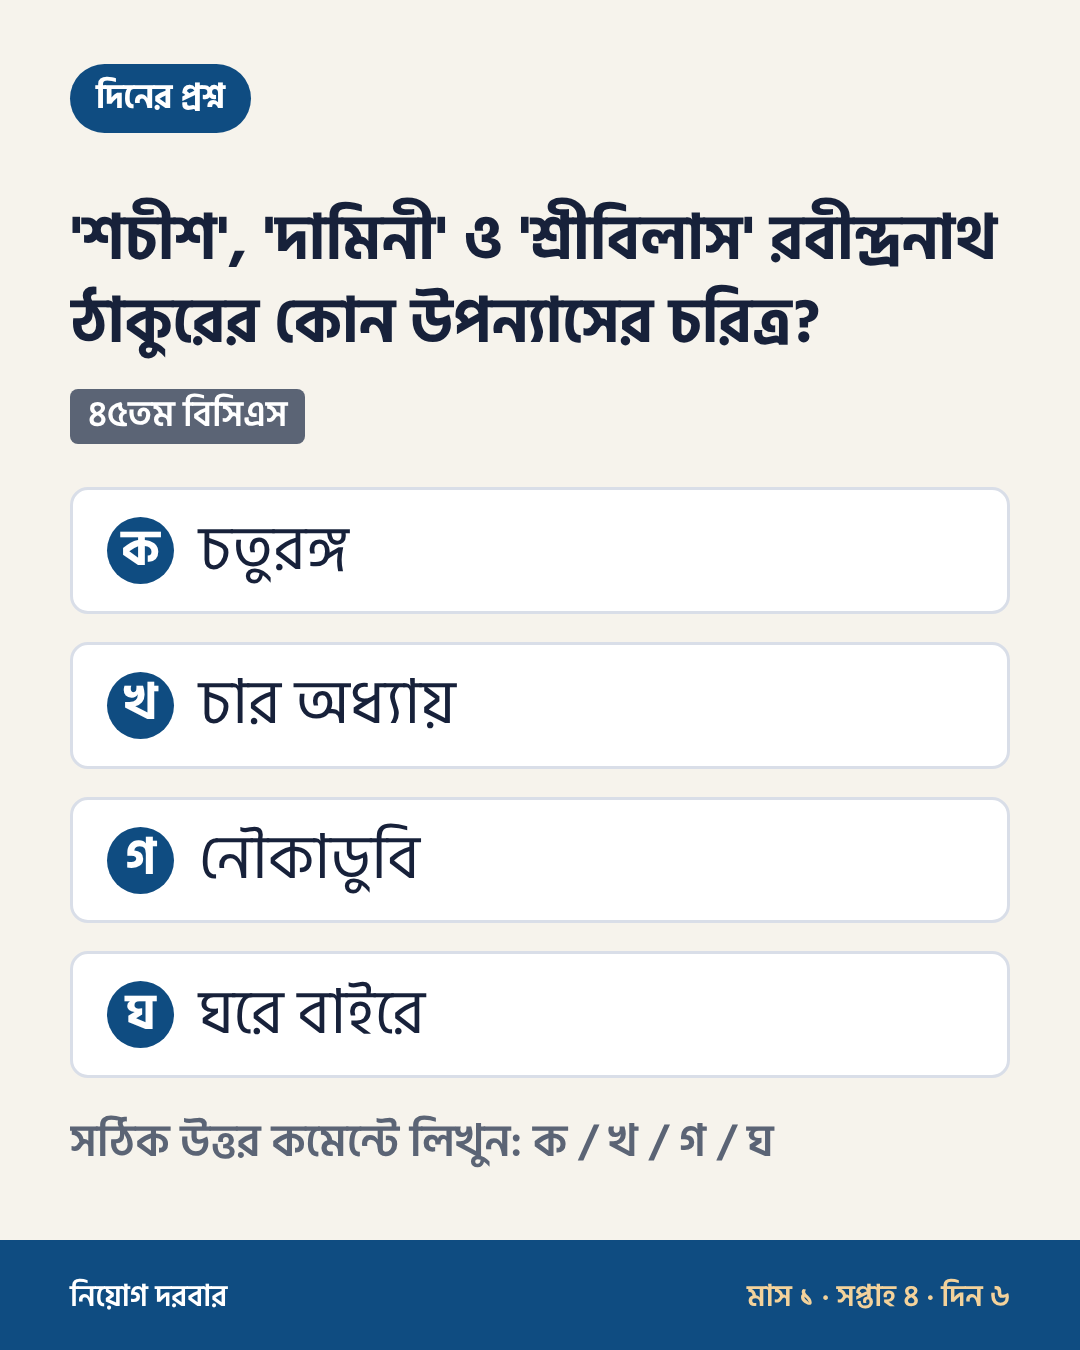 দিনের প্রশ্ন
'শচীশ', 'দামিনী' ও 'শ্রীবিলাস' রবীন্দ্রনাথ
ঠাকুরের কোন উপন্যাসের চরিত্র?
৪৫তম বিসিএস
ক চতুরঙ্গ
খ চার অধ্যায়
গ নৌকাডুবি
ঘ ঘরে বাইরে
সঠিক উত্তর কমেন্টে লিখুন: ক / খ / গ / ঘ
নিয়োগ দরবার
মাস ১ · সপ্তাহ ৪ · দিন ৬